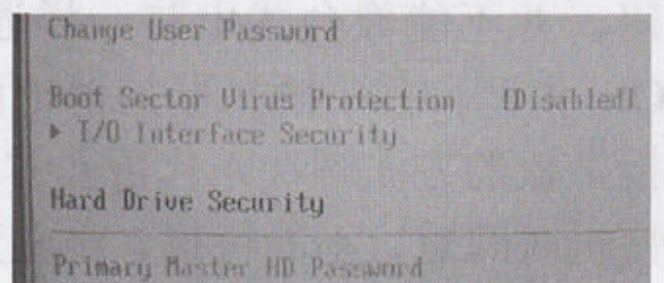 Change User Password
Boot Sector Virus Protection [Disabled]
▶ I/O Interface Security
Hard Drive Security
Primary Master HD Password